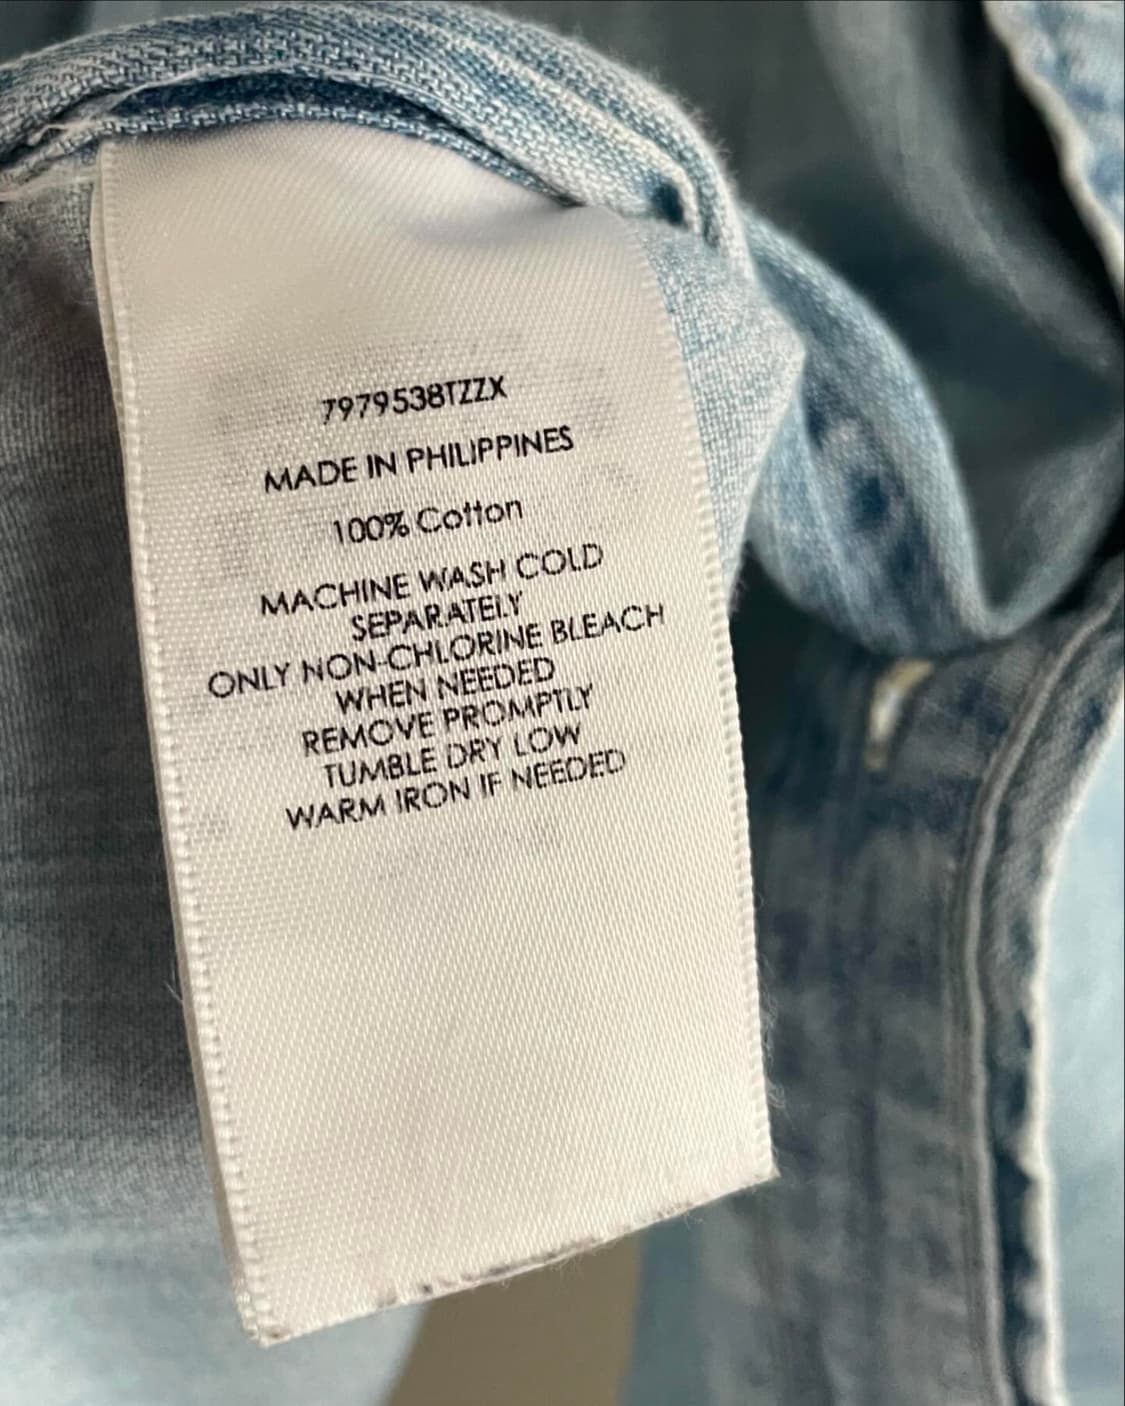 7979538TZZX
MADE IN PHILIPPINES
100% Cotton
MACHINE WASH COLD
SEPARATELY
ONLY NON-CHLORINE BLEACH
WHEN NEEDED
REMOVE PROMPTLY
TUMBLE DRY LOW
WARM IRON IF NEEDED